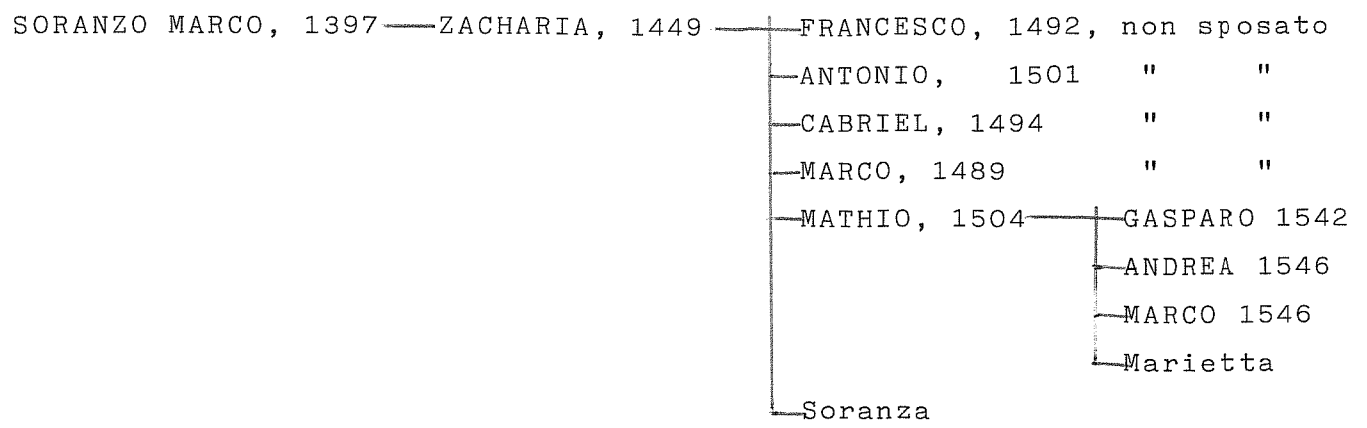 SORANZO MARCO, 1397 ZACHARIA, 1449 FRANCESCO, 1492, non sposato
ANTONIO, 1501 " "
CABRIEL, 1494 " "
MARCO, 1489 " "
MATHIO, 1504 GASPARO 1542
ANDREA 1546
MARCO 1546
Marietta
Soranza